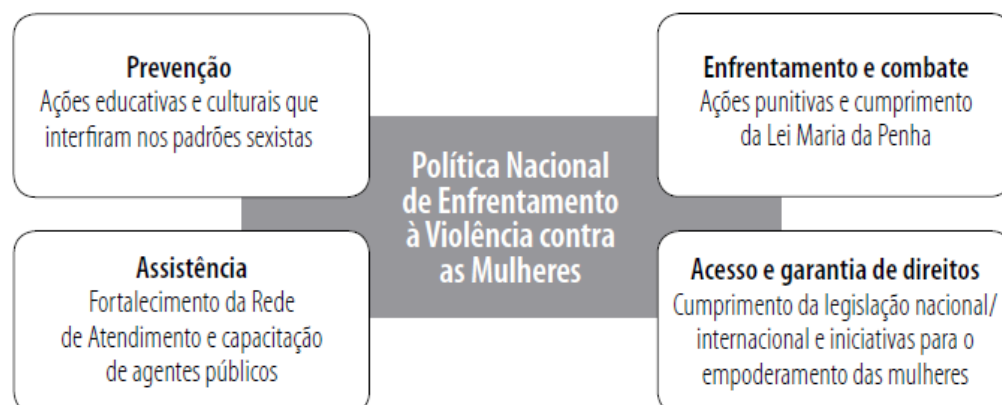 Prevenção
Ações educativas e culturais que
interfiram nos padrões sexistas
Enfrentamento e combate
Ações punitivas e cumprimento
da Lei Maria da Penha
Política Nacional
de Enfrentamento
à Violência contra
as Mulheres
Assistência
Fortalecimento da Rede
de Atendimento e capacitação
de agentes públicos
Acesso e garantia de direitos
Cumprimento da legislação nacional/
internacional e iniciativas para o
empoderamento das mulheres